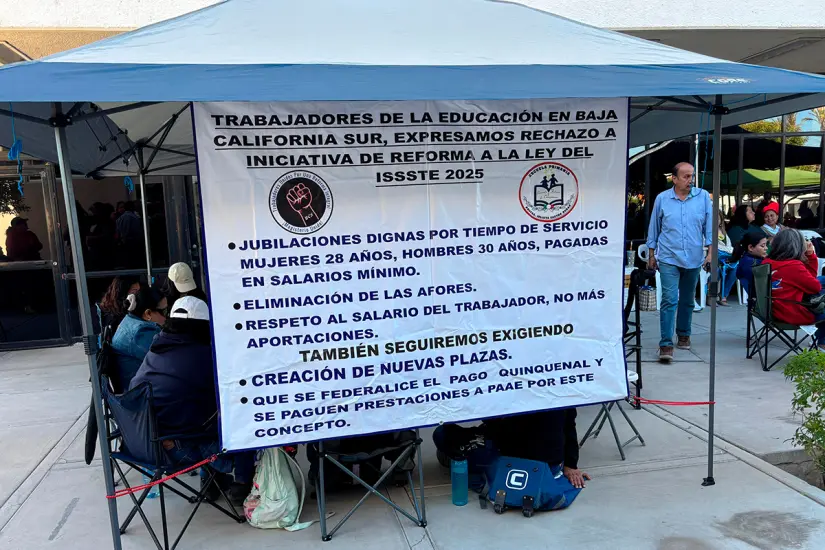 TRABAJADORES DE LA EDUCACIÓN EN BAJA
CALIFORNIA SUR, EXPRESAMOS RECHAZO A
INICIATIVA DE REFORMA A LA LEY DEL
ISSSTE 2025
ESCUELA PRIMARIA
• JUBILACIONES DIGNAS POR TIEMPO DE SERVICIO
MUJERES 28 AÑOS, HOMBRES 30 AÑOS, PAGADAS
EN SALARIOS MÍNIMO.
• ELIMINACIÓN DE LAS AFORES.
• RESPETO AL SALARIO DEL TRABAJADOR, NO MÁS
APORTACIONES.
TAMBIÉN SEGUIREMOS EXiGIENDO
• CREACIÓN DE NUEVAS PLAZAS.
• QUE SE FEDERALICE EL PAGO QUINQUENAL Y
SE PAGUEN PRESTACIONES A PAAE POR ESTE
CONCEPTO.
C